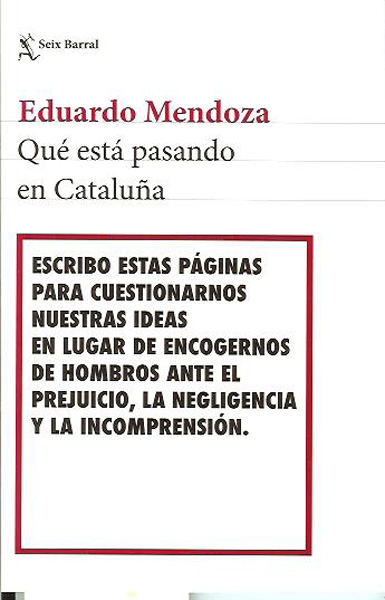 Seix Barral
Eduardo Mendoza
Qué está pasando
en Cataluña
ESCRIBO ESTAS PÁGINAS
PARA CUESTIONARNOS
NUESTRAS IDEAS
EN LUGAR DE ENCOGERNOS
DE HOMBROS ANTE EL
PREJUICIO, LA NEGLIGENCIA
Y LA INCOMPRENSIÓN.